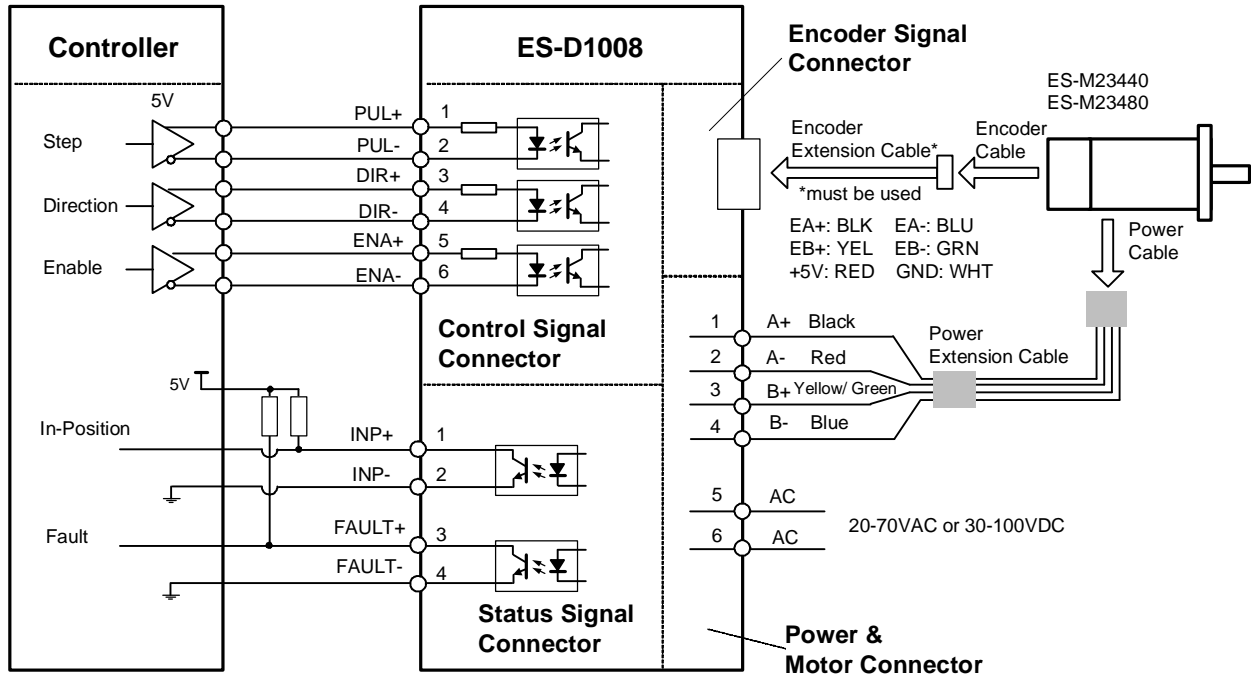 Controller
5V
Step
Direction
Enable
5V
In-Position
Fault
PUL+
PUL-
DIR+
DIR-
ENA+
ENA-
INP+
INP-
FAULT+
FAULT-
ES-D1008
1
2
3
4
5
6
Control Signal
Connector
1
2
3
4
Status Signal
Connector
Encoder Signal
Connector
ES-M23440
ES-M23480
Encoder
Extension Cable*
*must be used
Encoder
Cable
EA+: BLK EA-: BLU
EB+: YEL EB-: GRN
+5V: RED GND: WHT
Power
Cable
1 A+ Black
2 A- Red
3 B+ Yellow/ Green
4 B- Blue
Power
Extension Cable
5 AC
6 AC
20-70VAC or 30-100VDC
Power &
Motor Connector